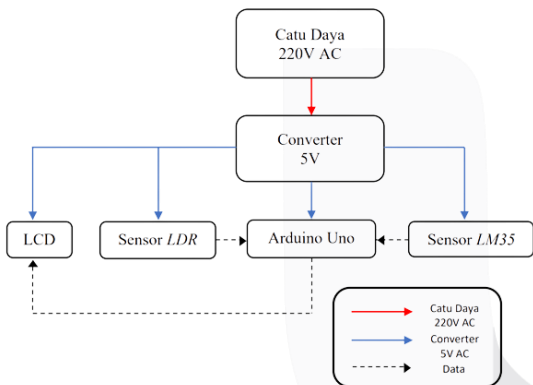 Catu Daya
220V AC
Converter
5V
LCD
Sensor LDR
Arduino Uno
Sensor LM35
Catu Daya
220V AC
Converter
5V AC
Data